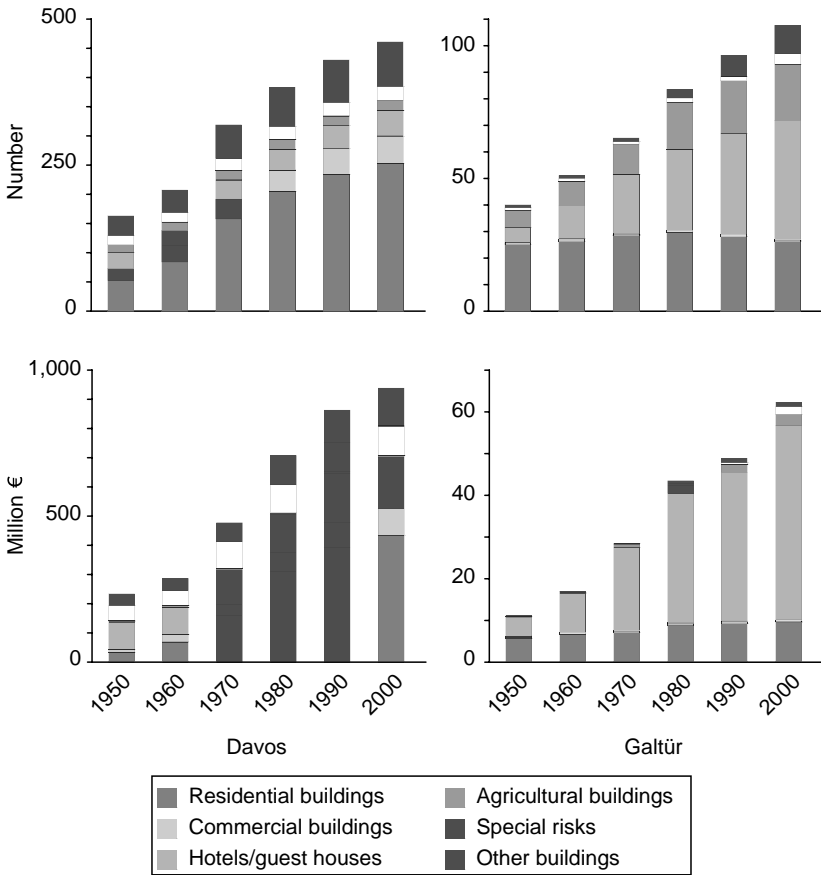 500
250
0
Number
100
50
0
1,000
500
0
Million €
60
40
20
0
1950
1960
1970
1980
1990
2000
Davos
1950
1960
1970
1980
1990
2000
Galtür
Residential buildings
Commercial buildings
Hotels/guest houses
Agricultural buildings
Special risks
Other buildings